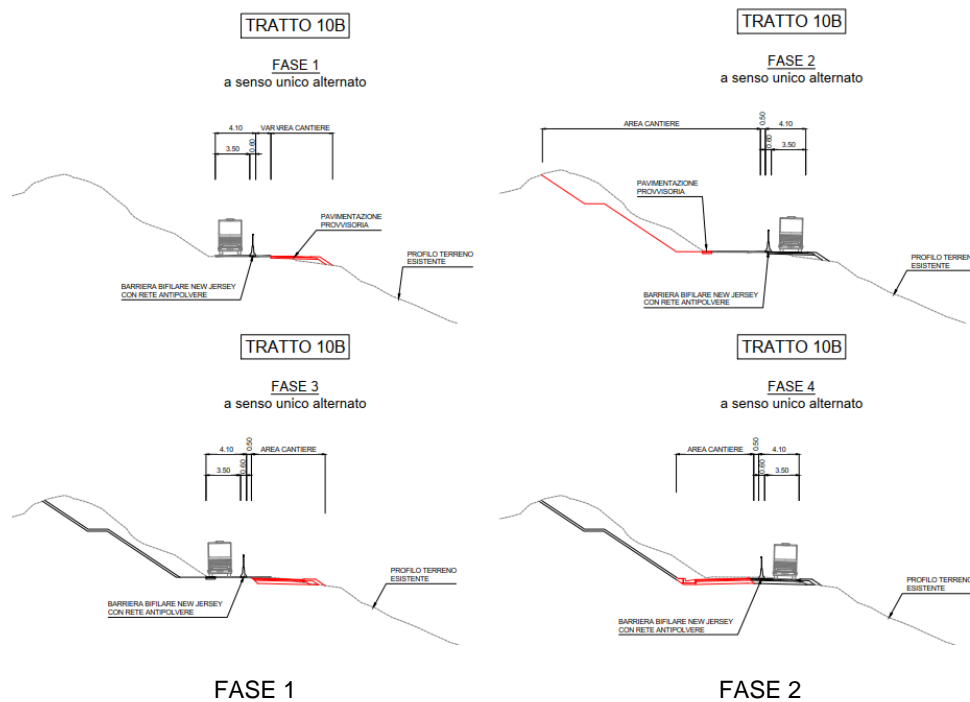 TRATTO 10B
FASE 1
a senso unico alternato
4.10
0.60
VAR
AREA CANTIERE
3.50
PAVIMENTAZIONE
PROVVISORIA
PROFILO TERRENO
ESISTENTE
BARRIERA BIFILARE NEW JERSEY
CON RETE ANTIPOLVERE
TRATTO 10B
FASE 2
a senso unico alternato
AREA CANTIERE
0.50
4.10
0.60
3.50
PAVIMENTAZIONE
PROVVISORIA
PROFILO TERRENO
ESISTENTE
BARRIERA BIFILARE NEW JERSEY
CON RETE ANTIPOLVERE
TRATTO 10B
FASE 3
a senso unico alternato
4.10
0.50
AREA CANTIERE
3.50
0.60
PROFILO TERRENO
ESISTENTE
BARRIERA BIFILARE NEW JERSEY
CON RETE ANTIPOLVERE
TRATTO 10B
FASE 4
a senso unico alternato
AREA CANTIERE
0.50
4.10
0.60
3.50
PROFILO TERRENO
ESISTENTE
BARRIERA BIFILARE NEW JERSEY
CON RETE ANTIPOLVERE
FASE 1
FASE 2